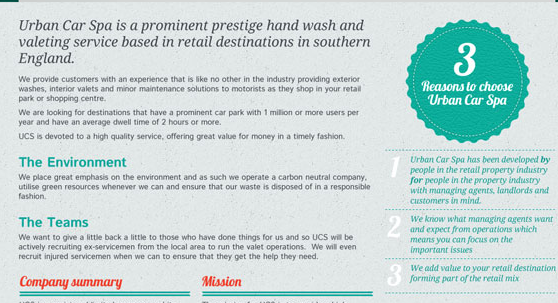 Urban Car Spa is a prominent prestige hand wash and
valeting service based in retail destinations in southern
England.
We provide customers with an experience that is like no other in the industry providing exterior
washes, interior valets and minor maintenance solutions to motorists as they shop in your retail
park or shopping centre.
We are looking for destinations that have a prominent car park with 1 million or more users per
year and have an average dwell time of 2 hours or more.
UCS is devoted to a high quality service, offering great value for money in a timely fashion.
The Environment
We place great emphasis on the environment and as such we operate a carbon neutral company,
utilise green resources whenever we can and ensure that our waste is disposed of in a responsible
fashion.
The Teams
We want to give a little back a little to those who have done things for us and so UCS will be
actively recruiting ex-servicemen from the local area to run the valet operations. We will even
recruit injured servicemen when we can to ensure that they get the help they need.
Company summary
Mission
3
Reasons to choose
Urban Car Spa
1
Urban Car Spa has been developed by
people in the retail property industry
for people in the property industry
with managing agents, landlords and
customers in mind.
2
We know what managing agents want
and expect from operations which
means you can focus on the
important issues
3
We add value to your retail destination
forming part of the retail mix